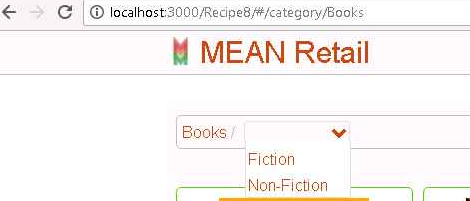 localhost:3000/Recipe8/#/category/Books
MEAN Retail
Books /
Fiction
Non-Fiction